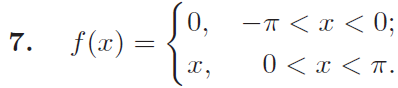 7. f(x) = { 0, −π < x < 0;
x, 0 < x < π.